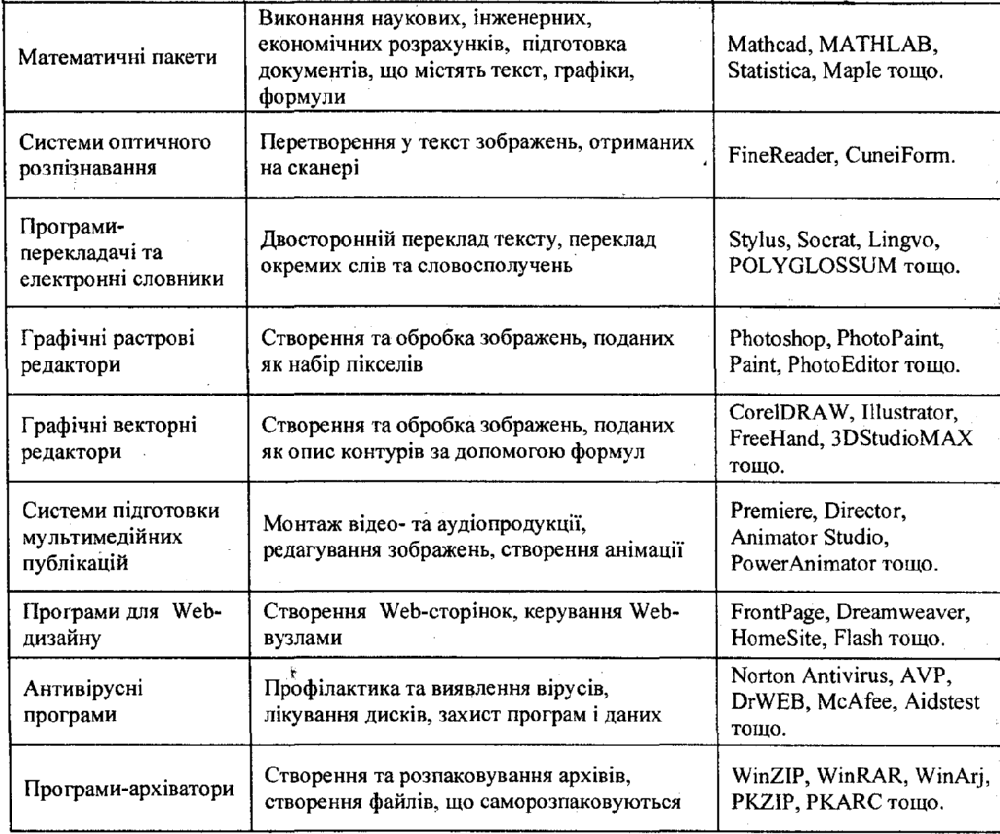 Математичні пакети
Виконання наукових, інженерних,
економічних розрахунків, підготовка
документів, що містять текст, графіки,
формули
Mathcad, MATHLAB,
Statistica, Maple тощо.
Системи оптичного
розпізнавання
Перетворення у текст зображень, отриманих
на сканері
FineReader, CuneiForm.
Програми-
перекладачі та
електронні словники
Двосторонній переклад тексту, переклад
окремих слів та словосполучень
Stylus, Socrat, Lingvo,
POLYGLOSSUM тощо.
Графічні растрові
редактори
Створення та обробка зображень, поданих
як набір пікселів
Photoshop, PhotoPaint,
Paint, PhotoEditor тощо.
Графічні векторні
редактори
Створення та обробка зображень, поданих
як опис контурів за допомогою формул
CorelDRAW, Illustrator,
FreeHand, 3DStudioMAX
тощо.
Системи підготовки
мультимедійних
публікацій
Монтаж відео- та аудіопродукції,
редагування зображень, створення анімації
Premiere, Director,
Animator Studio,
PowerAnimator тощо.
Програми для Web-
дизайну
Створення Web-сторінок, керування Web-
вузлами
FrontPage, Dreamweaver,
HomeSite, Flash тощо.
Антивірусні
програми
Профілактика та виявлення вірусів,
лікування дисків, захист програм і даних
Norton Antivirus, AVP,
DrWEB, McAfee, Aidstest
тощо.
Програми-архіватори
Створення та розпаковування архівів,
створення файлів, що саморозпаковуються
WinZIP, WinRAR, WinArj,
PKZIP, PKARC тощо.